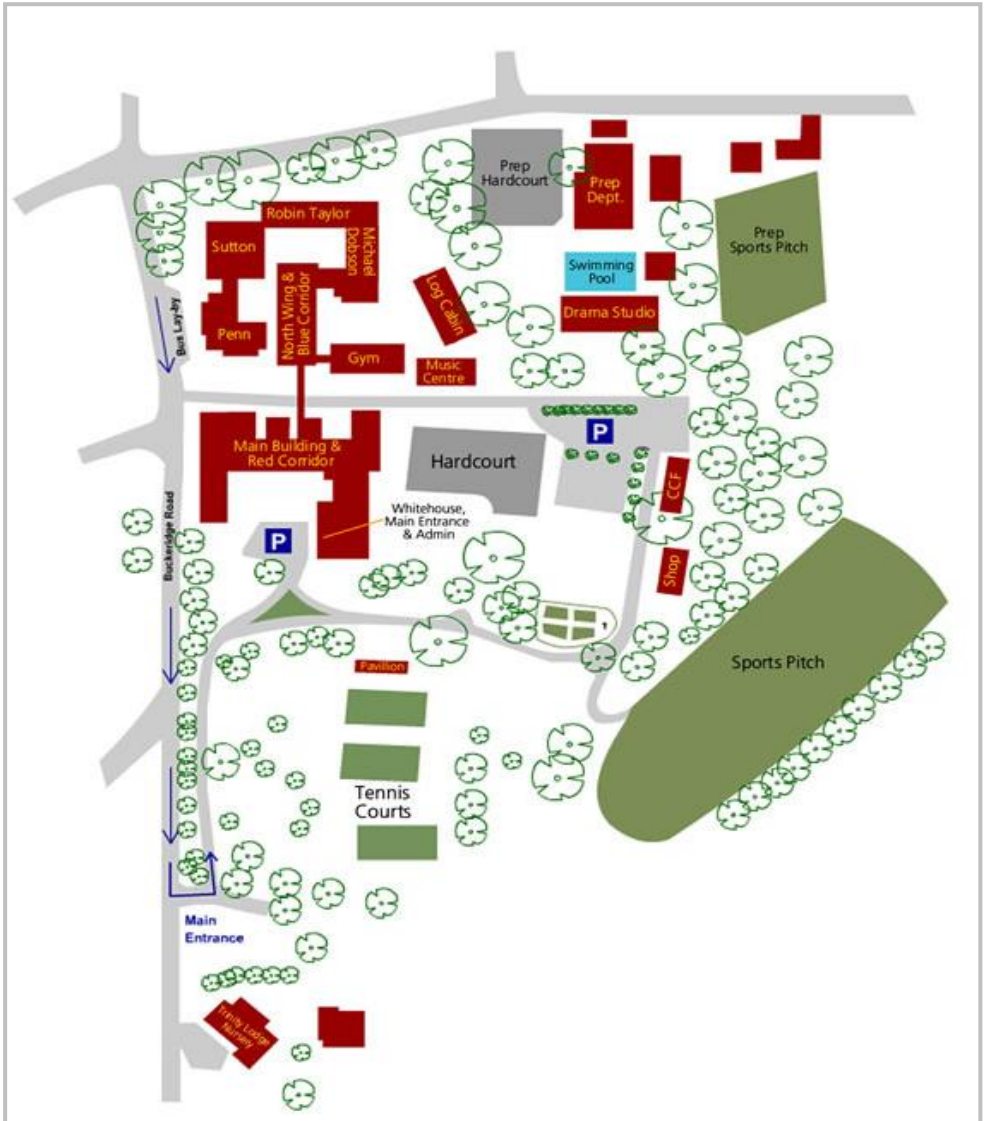 Prep
Hardcourt
Prep
Dept.
Robin Taylor
Michael
Dobson
Sutton
Prep
Sports Pitch
Swimming
Pool
North Wing &
Blue Corridor
Log Cabin
Drama Studio
Bus Lay-by
Penn
Gym
Music
Centre
P
Main Building &
Red Corridor
Hardcourt
CCF
Buckeridge Road
Whitehouse,
Main Entrance
& Admin
P
Shop
Pavillion
Sports Pitch
Tennis
Courts
Main
Entrance
Trinity Lodge
Nursery